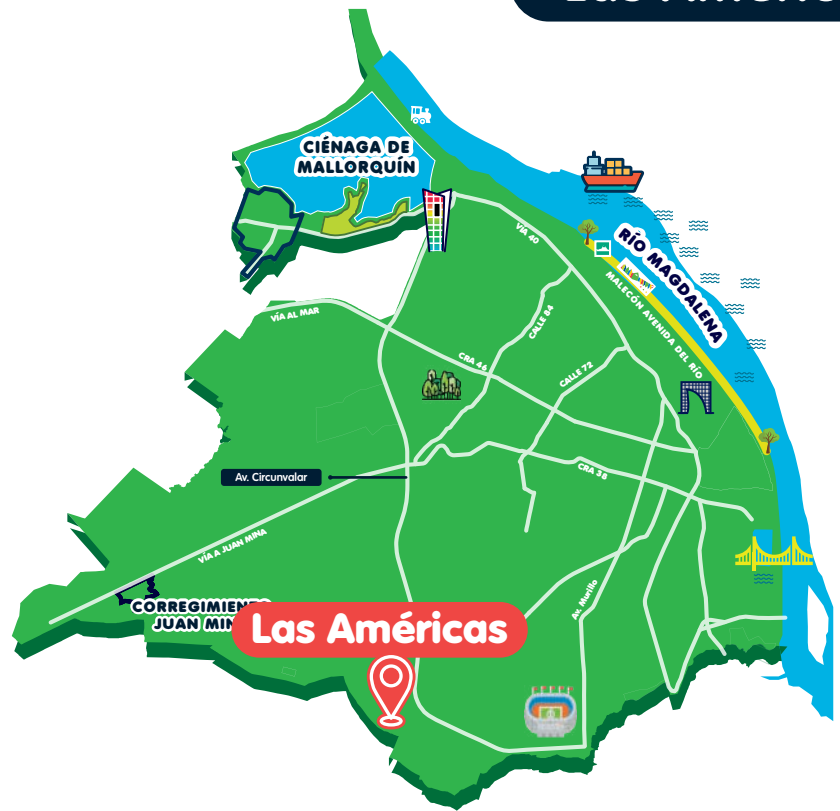 CIÉNAGA DE
MALLORQUÍN
VÍA 40
RÍO MAGDALENA
MALECÓN AVENIDA DEL RÍO
VÍA AL MAR
CALLE 84
CRA 46
CALLE 72
CRA 38
Av. Circunvalar
VÍA A JUAN MINA
Av. Murillo
Las Américas